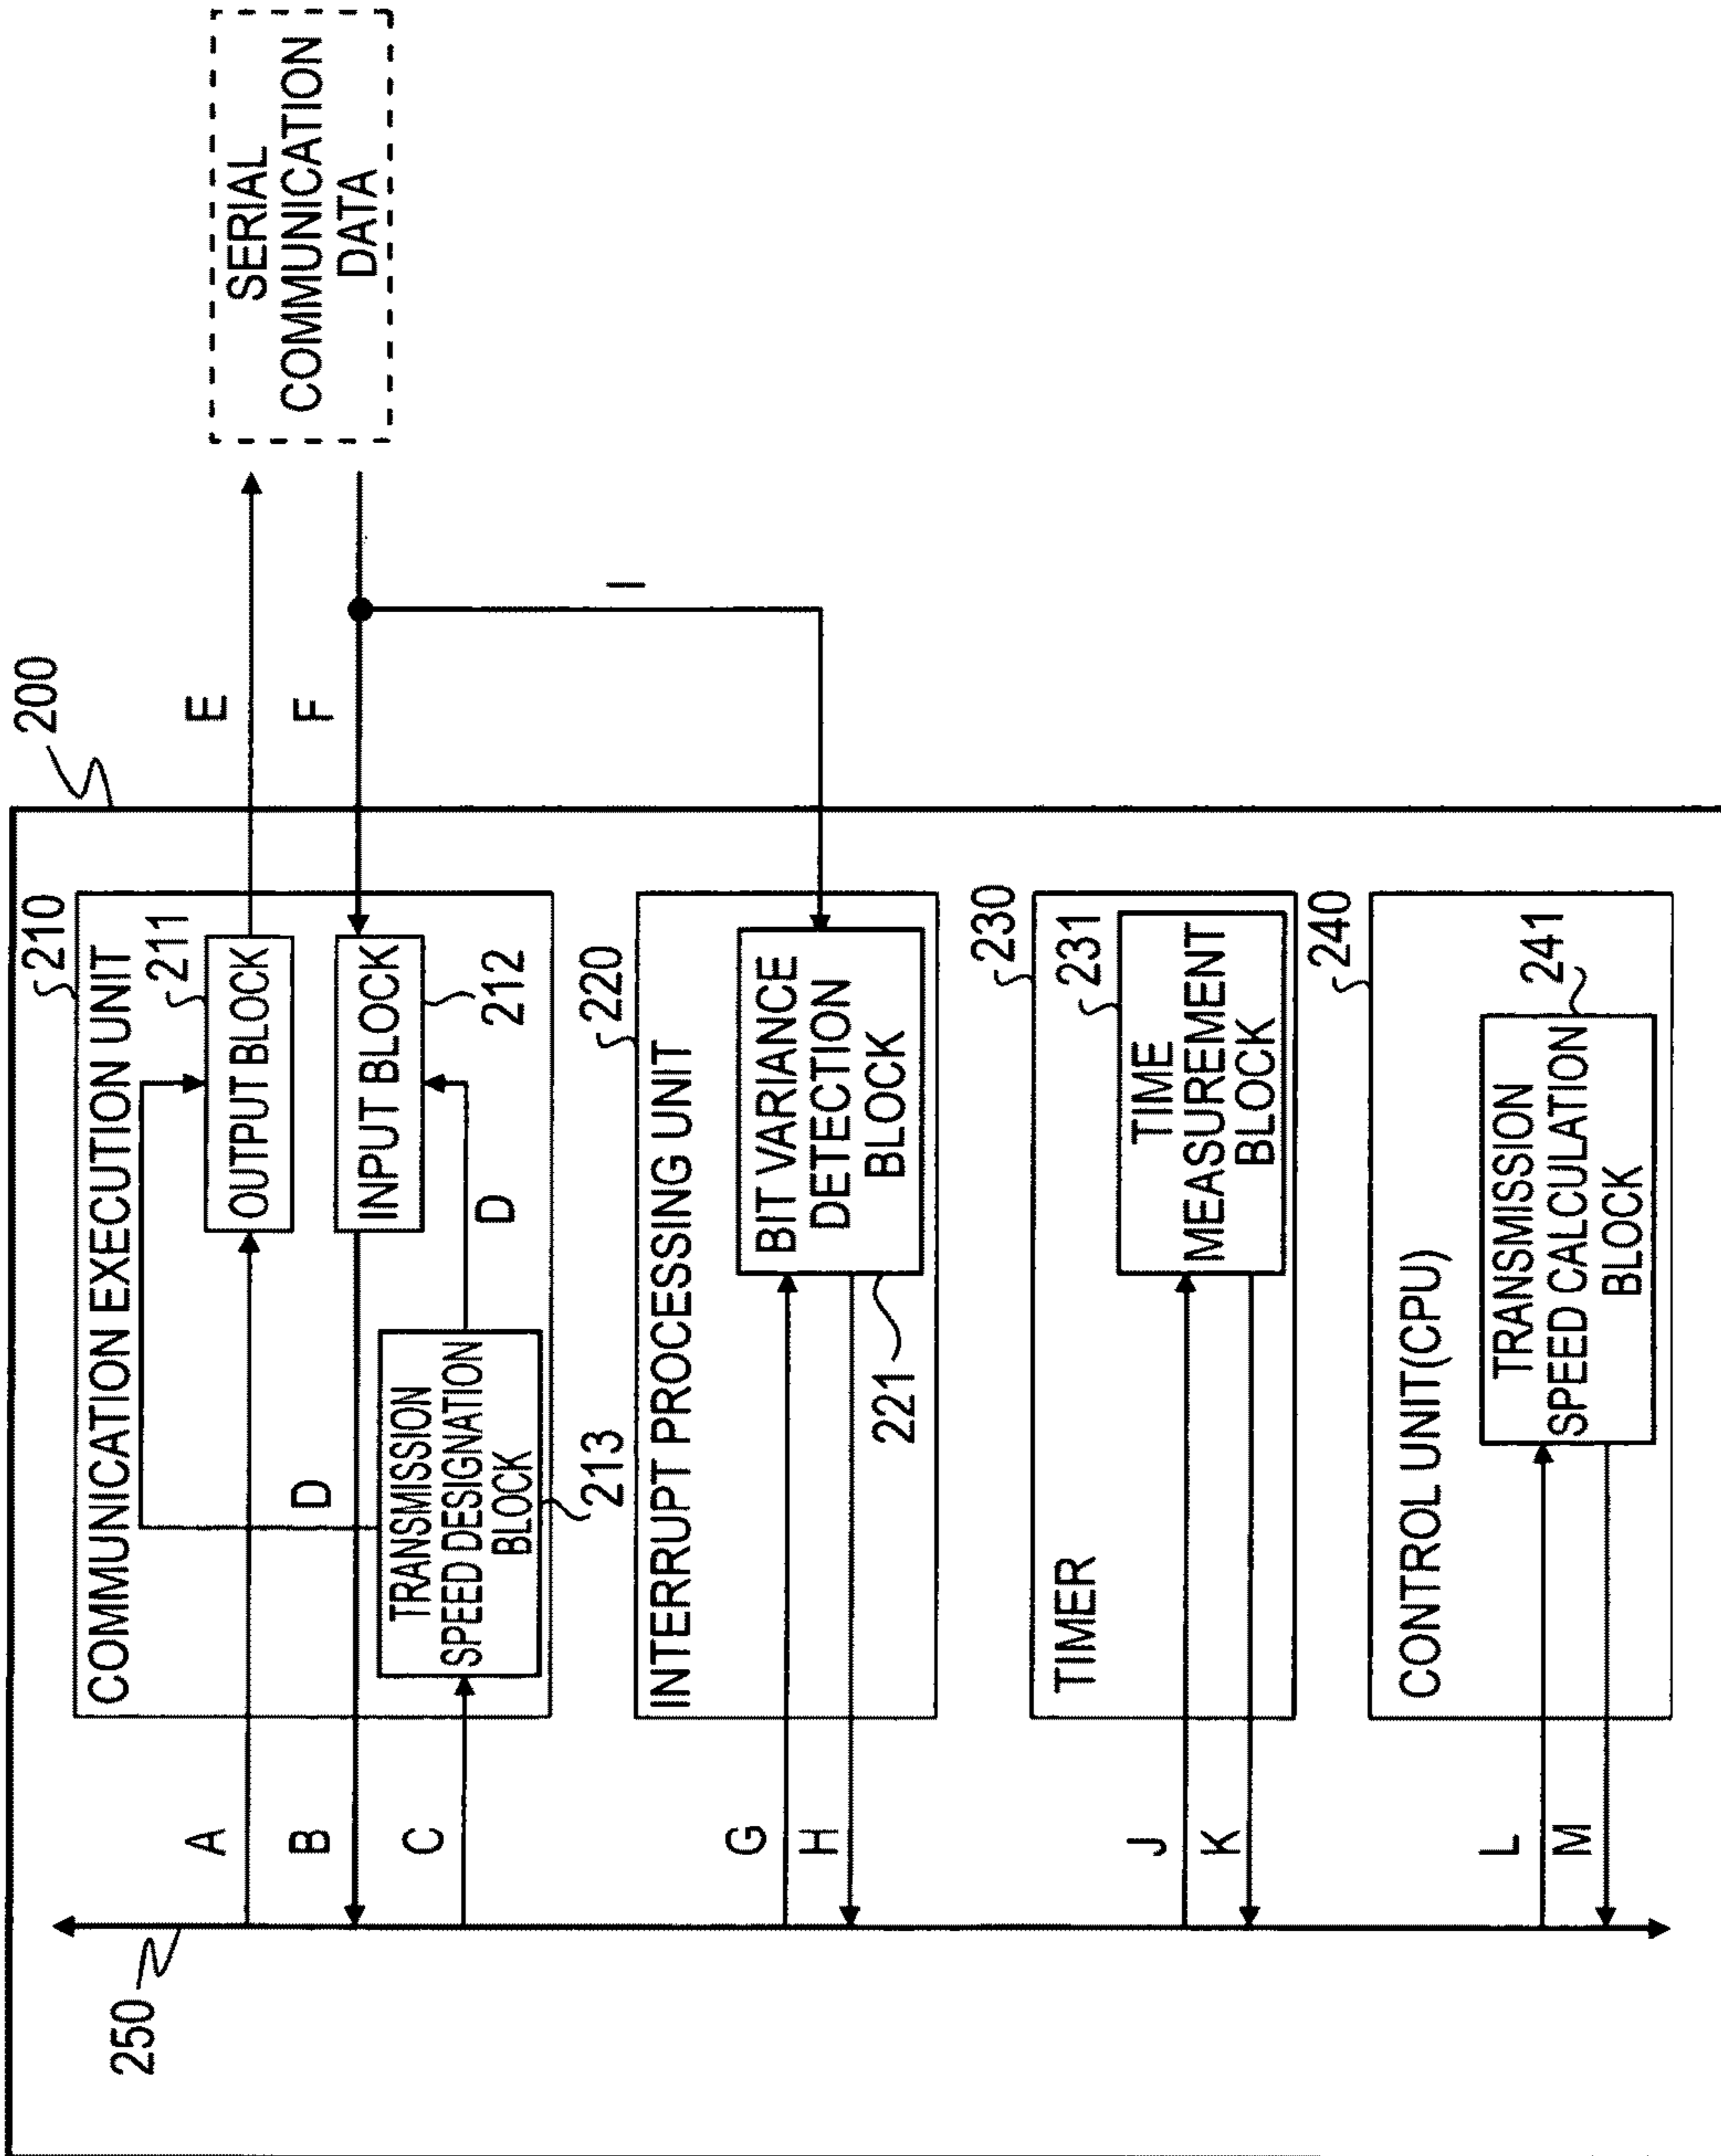 200
250
COMMUNICATION EXECUTION UNIT
210
OUTPUT BLOCK
211
INPUT BLOCK
212
TRANSMISSION
SPEED DESIGNATION
BLOCK
213
A
B
C
D
D
E
F
SERIAL
COMMUNICATION
DATA
I
INTERRUPT PROCESSING UNIT
220
BIT VARIANCE
DETECTION
BLOCK
221
G
H
TIMER
230
TIME
MEASUREMENT
BLOCK
231
J
K
CONTROL UNIT(CPU)
240
TRANSMISSION
SPEED CALCULATION
BLOCK
241
L
M